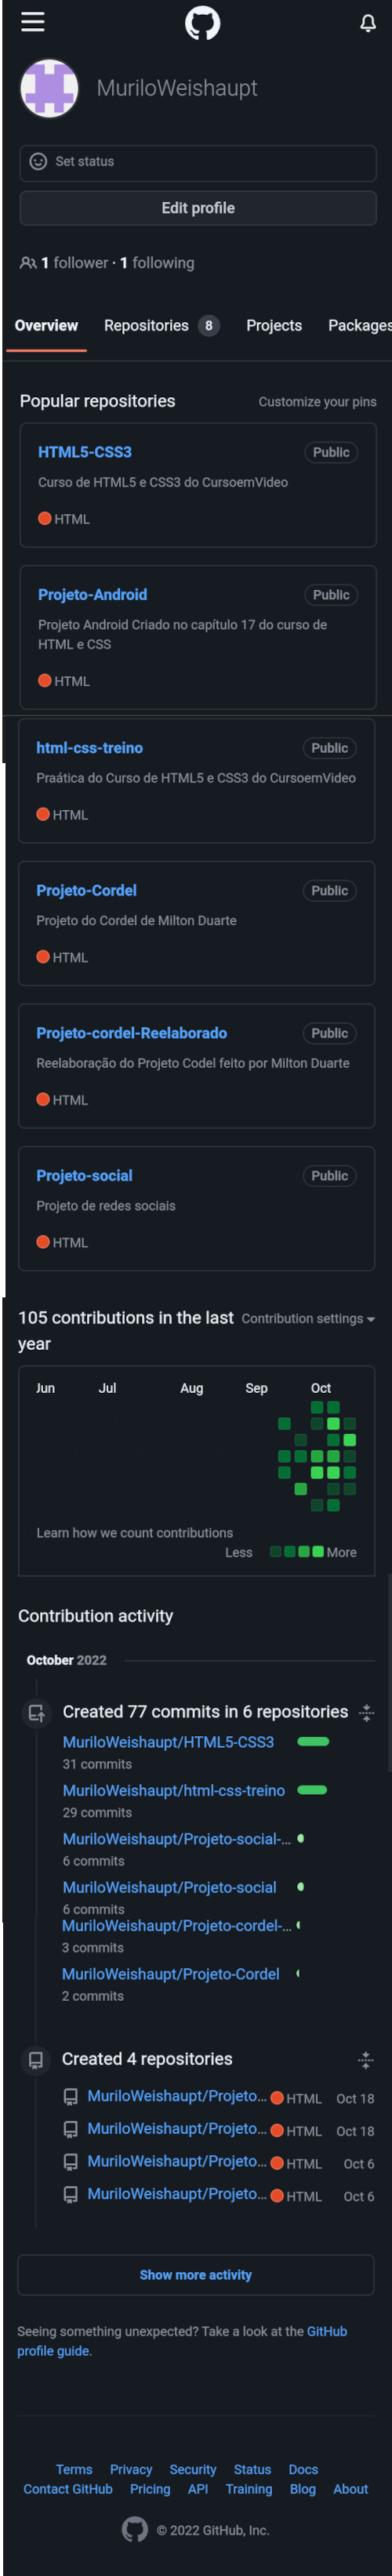 MuriloWeishaupt
Set status
Edit profile
1 follower · 1 following
Overview Repositories 8 Projects Packages
Popular repositories Customize your pins
HTML5-CSS3 Public
Curso de HTML5 e CSS3 do CursoemVideo
HTML
Projeto-Android Public
Projeto Android Criado no capítulo 17 do curso de
HTML e CSS
HTML
html-css-treino Public
Praática do Curso de HTML5 e CSS3 do CursoemVideo
HTML
Projeto-Cordel Public
Projeto do Cordel de Milton Duarte
HTML
Projeto-cordel-Reelaborado Public
Reelaboração do Projeto Codel feito por Milton Duarte
HTML
Projeto-social Public
Projeto de redes sociais
HTML
105 contributions in the last Contribution settings
year
Jun Jul Aug Sep Oct
Learn how we count contributions
Less More
Contribution activity
October 2022
Created 77 commits in 6 repositories
MuriloWeishaupt/HTML5-CSS3
31 commits
MuriloWeishaupt/html-css-treino
29 commits
MuriloWeishaupt/Projeto-social-...
6 commits
MuriloWeishaupt/Projeto-social
6 commits
MuriloWeishaupt/Projeto-cordel-...
3 commits
MuriloWeishaupt/Projeto-Cordel
2 commits
Created 4 repositories
MuriloWeishaupt/Projeto... HTML Oct 18
MuriloWeishaupt/Projeto... HTML Oct 18
MuriloWeishaupt/Projeto... HTML Oct 6
MuriloWeishaupt/Projeto... HTML Oct 6
Show more activity
Seeing something unexpected? Take a look at the GitHub
profile guide.
Terms Privacy Security Status Docs
Contact GitHub Pricing API Training Blog About
© 2022 GitHub, Inc.